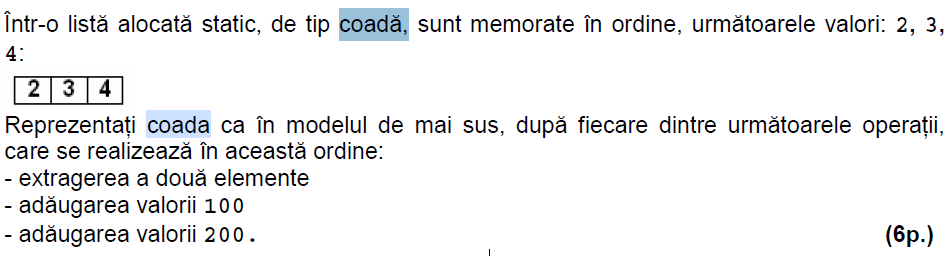 Într-o listă alocată static, de tip coadă, sunt memorate în ordine, următoarele valori: 2, 3,
4:
2 3 4
Reprezentați coada ca în modelul de mai sus, după fiecare dintre următoarele operații,
care se realizează în această ordine:
- extragerea a două elemente
- adăugarea valorii 100
- adăugarea valorii 200. (6p.)